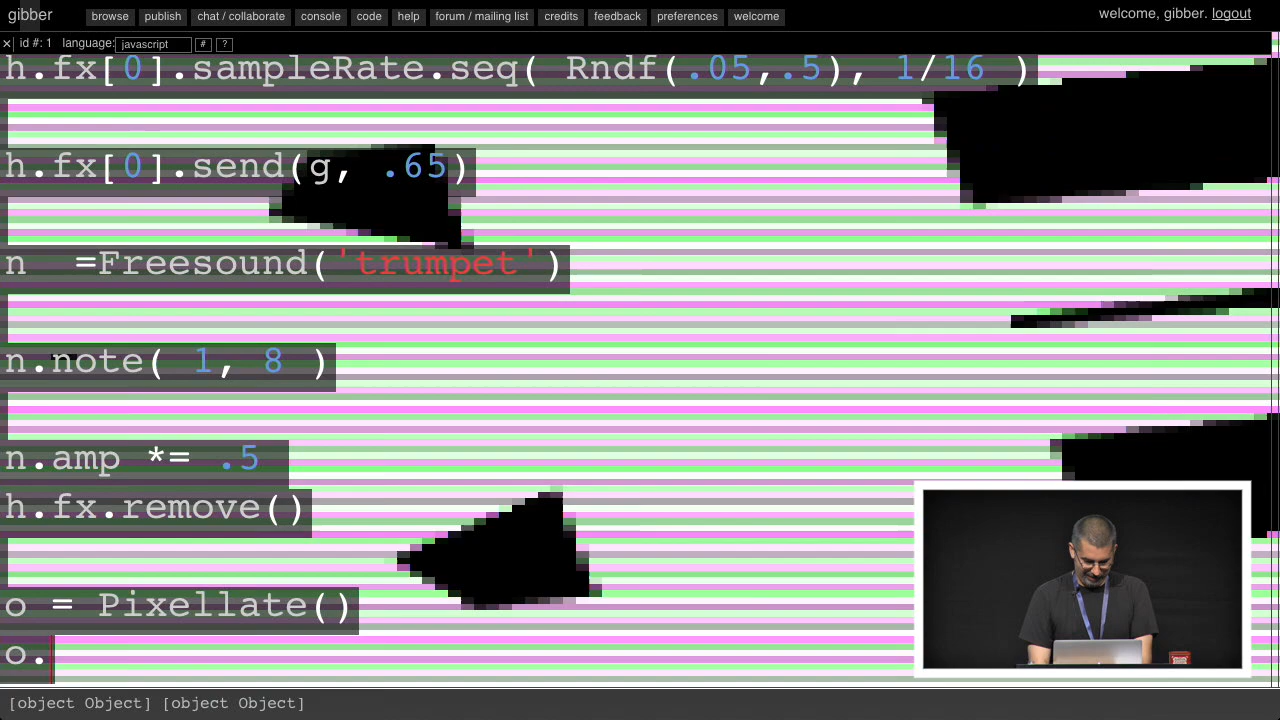 gibber browse publish chat / collaborate console code help forum / mailing list credits feedback preferences welcome welcome, gibber. logout
× id #: 1 language: javascript # ?
h.fx[0].sampleRate.seq( Rndf(.05,.5), 1/16 )
h.fx[0].send(g, .65)
n  =Freesound('trumpet')
n.note( 1, 8 )
n.amp *= .5
h.fx.remove()
o = Pixellate()
o.
[object Object] [object Object]